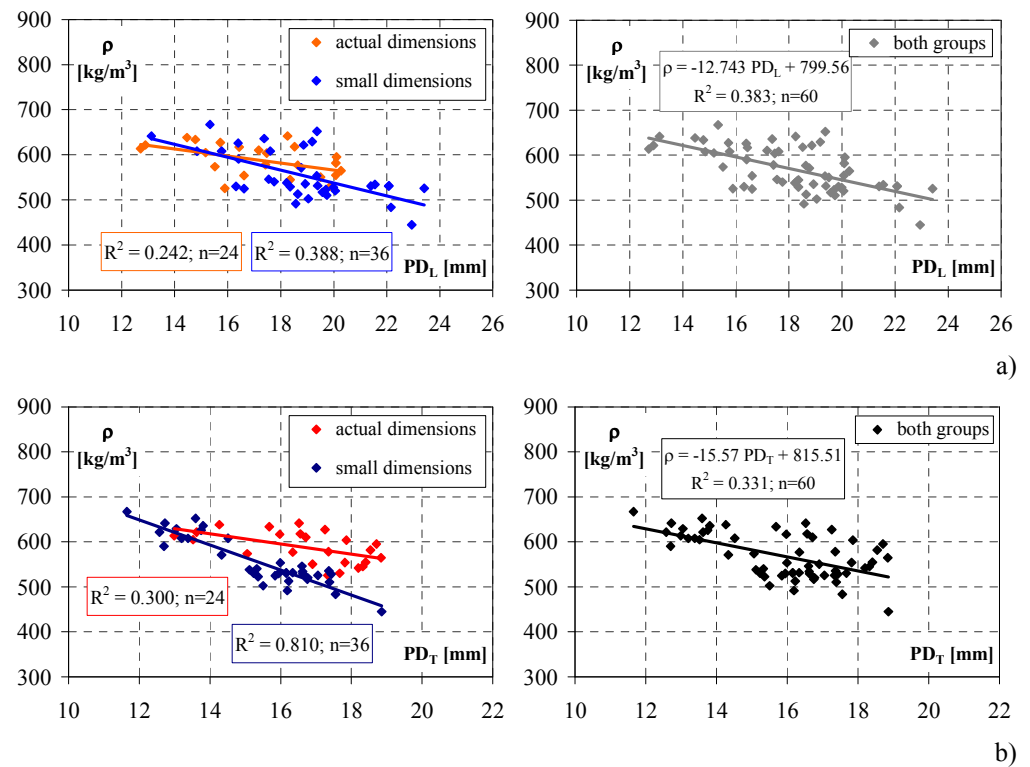 900
800
700
600
500
400
300
ρ
[kg/m³]
actual dimensions
small dimensions
R² = 0.242; n=24
R² = 0.388; n=36
PD_L [mm]
10 12 14 16 18 20 22 24 26
900
800
700
600
500
400
300
ρ
[kg/m³]
both groups
ρ = -12.743 PD_L + 799.56
R² = 0.383; n=60
PD_L [mm]
10 12 14 16 18 20 22 24 26
a)
900
800
700
600
500
400
300
ρ
[kg/m³]
actual dimensions
small dimensions
R² = 0.300; n=24
R² = 0.810; n=36
PD_T [mm]
10 12 14 16 18 20 22
900
800
700
600
500
400
300
ρ
[kg/m³]
both groups
ρ = -15.57 PD_T + 815.51
R² = 0.331; n=60
PD_T [mm]
10 12 14 16 18 20 22
b)